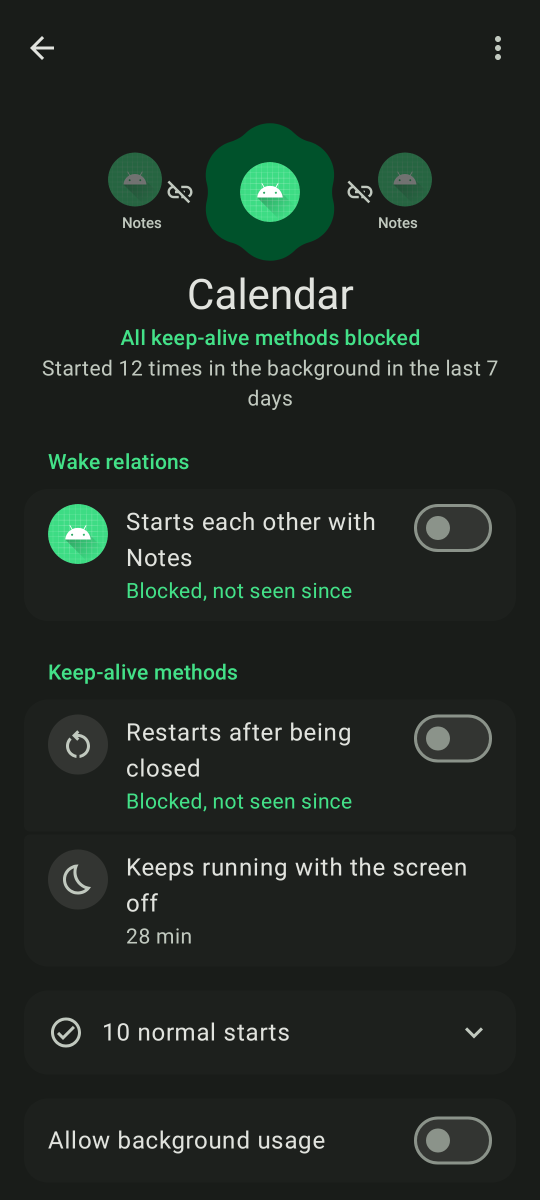 Notes
Notes
Calendar
All keep-alive methods blocked
Started 12 times in the background in the last 7
days
Wake relations
Starts each other with
Notes
Blocked, not seen since
Keep-alive methods
Restarts after being
closed
Blocked, not seen since
Keeps running with the screen
off
28 min
10 normal starts
Allow background usage